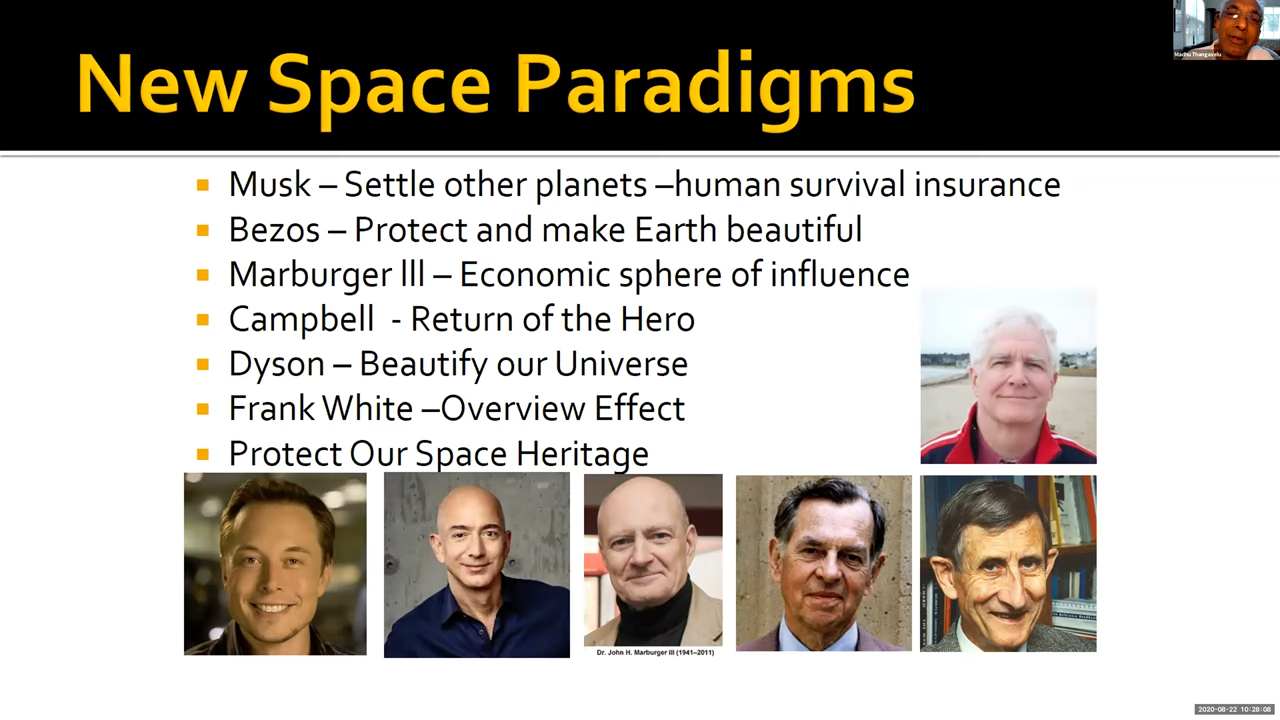 New Space Paradigms
Madhu Thangavelu
Musk – Settle other planets –human survival insurance
Bezos – Protect and make Earth beautiful
Marburger lll – Economic sphere of influence
Campbell - Return of the Hero
Dyson – Beautify our Universe
Frank White –Overview Effect
Protect Our Space Heritage
Dr. John H. Marburger III (1941–2011)
2020-08-22 10:28:08